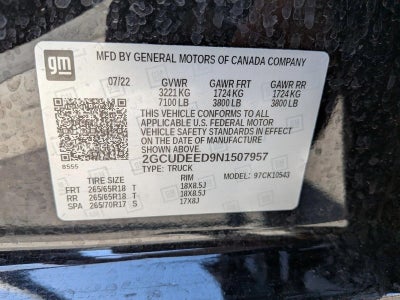 gm
MFD BY GENERAL MOTORS OF CANADA COMPANY
07/22 GVWR GAWR FRT GAWR RR
3221 KG 1724 KG 1724 KG
7100 LB 3800 LB 3800 LB
THIS VEHICLE CONFORMS TO ALL
APPLICABLE U.S. FEDERAL MOTOR
VEHICLE SAFETY STANDARDS IN EFFECT
ON THE DATE OF MANUFACTURE
SHOWN ABOVE.
2GCUDEED9N1507957
8555 TYPE: TRUCK MODEL: 97CK10543
TIRE SIZE RIM
FRT 265/65R18 T 18X8.5J
RR 265/65R18 T 18X8.5J
SPA 265/70R17 S 17X8J